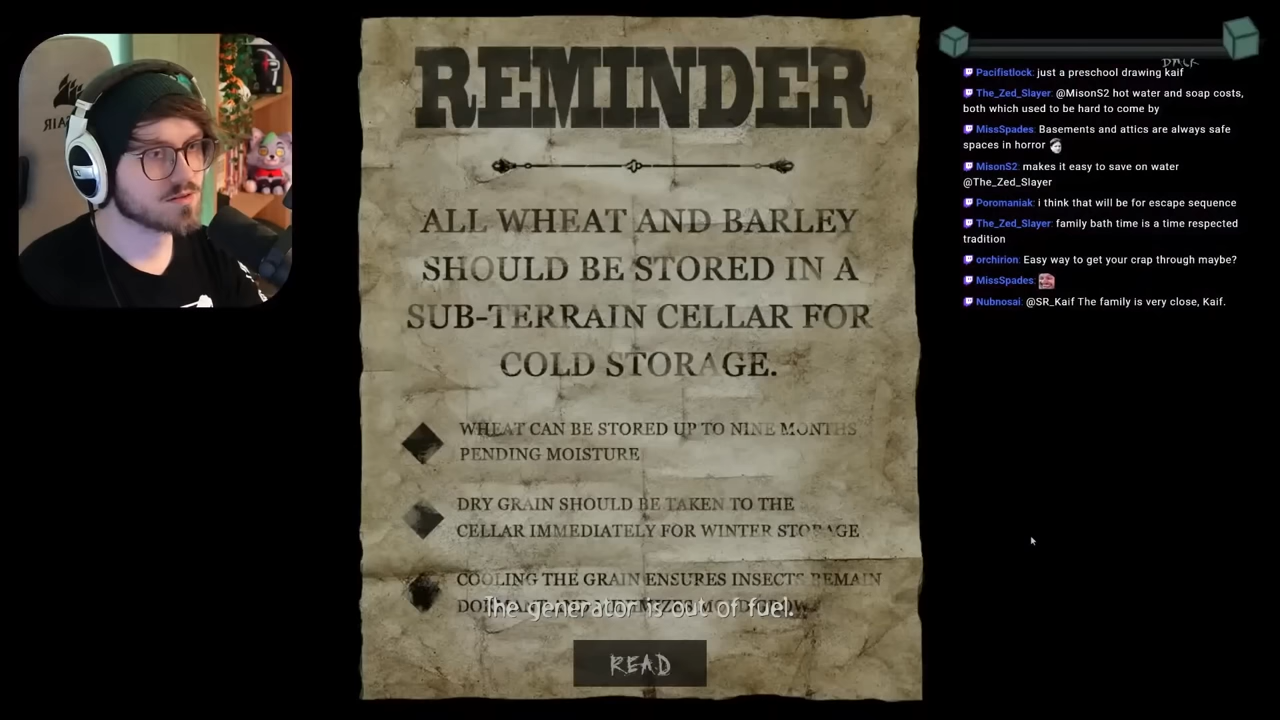 REMINDER
ALL WHEAT AND BARLEY
SHOULD BE STORED IN A
SUB-TERRAIN CELLAR FOR
COLD STORAGE.
WHEAT CAN BE STORED UP TO NINE MONTHS
PENDING MOISTURE
DRY GRAIN SHOULD BE TAKEN TO THE
CELLAR IMMEDIATELY FOR WINTER STORAGE
COOLING THE GRAIN ENSURES INSECTS REMAIN
DORMANT AND MINIMIZES MOLD GROWTH
The generator is out of fuel.
READ
BACK
Pacifistlock: just a preschool drawing kaif
The_Zed_Slayer: @MisonS2 hot water and soap costs,
both which used to be hard to come by
MissSpades: Basements and attics are always safe
spaces in horror
MisonS2: makes it easy to save on water
@The_Zed_Slayer
Poromaniak: i think that will be for escape sequence
The_Zed_Slayer: family bath time is a time respected
tradition
orchirion: Easy way to get your crap through maybe?
MissSpades:
Nubnosai: @SR_Kaif The family is very close, Kaif.